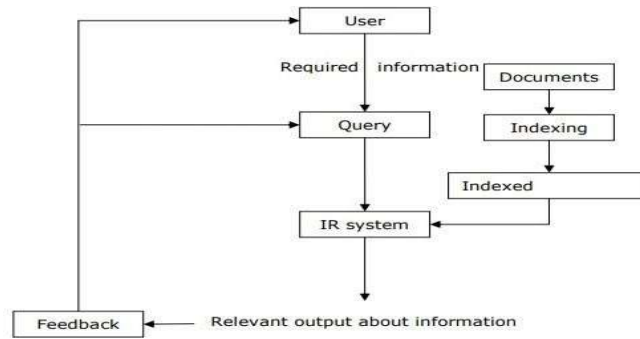 User
Required information
Documents
Query
Indexing
Indexed
IR system
Relevant output about information
Feedback